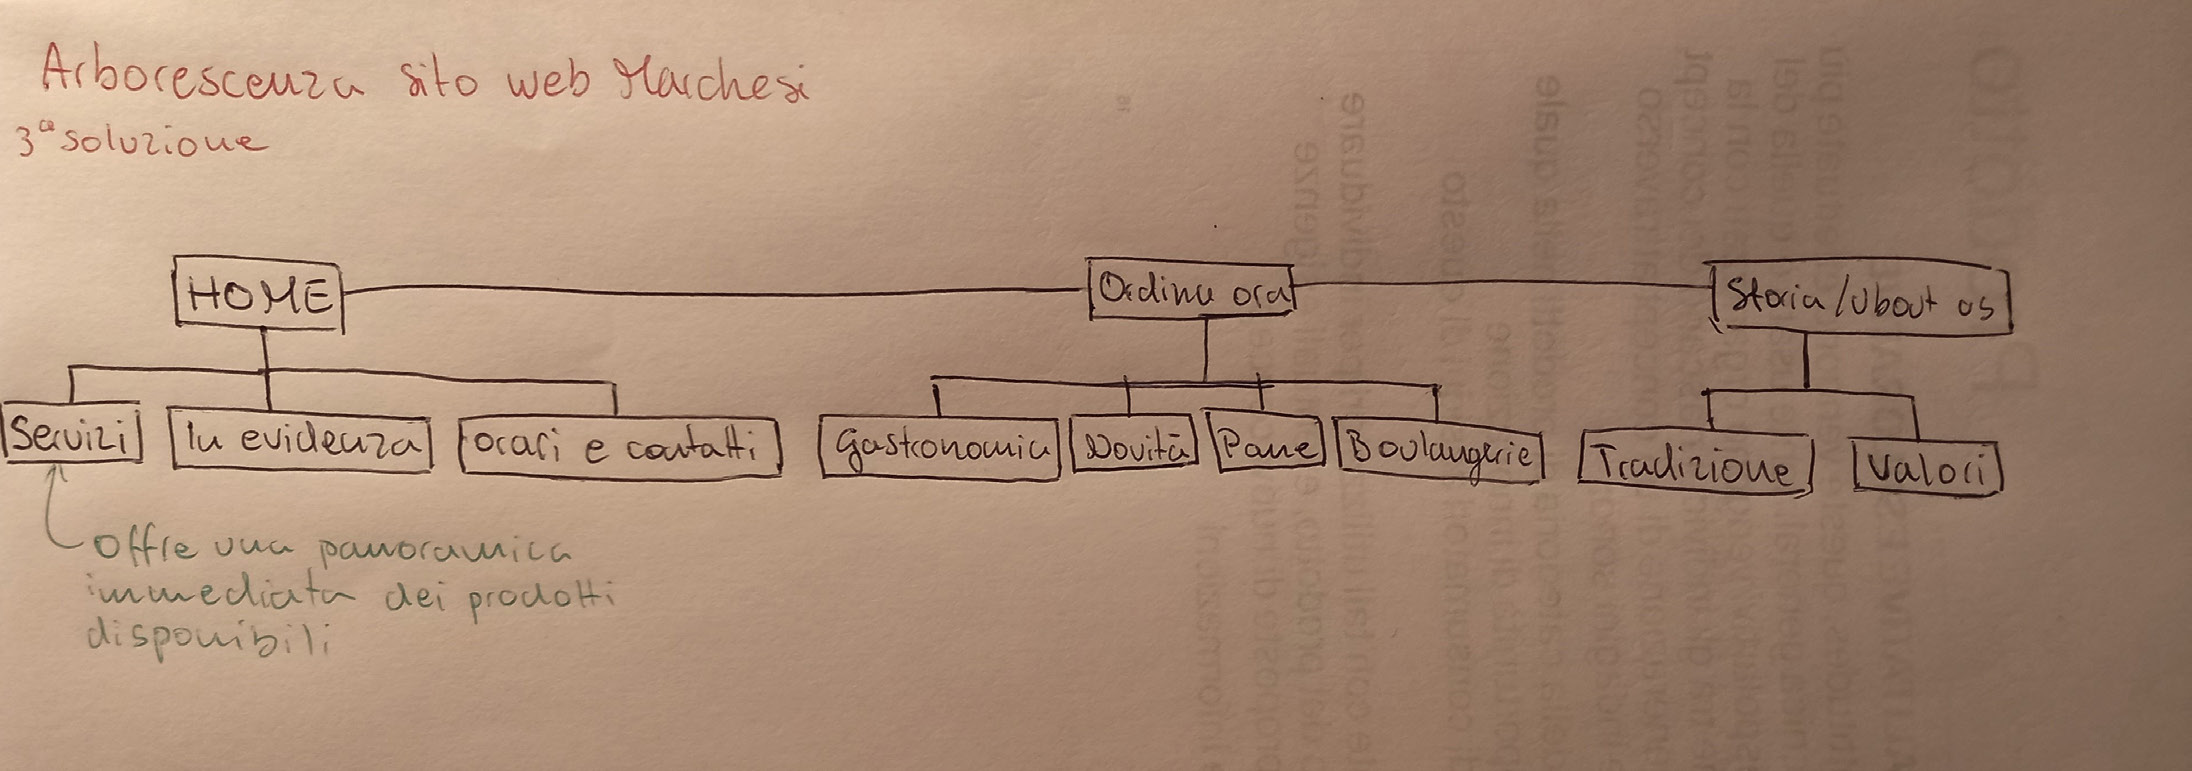 Arborescenza sito web Marchesi
3ª soluzione
HOME
Ordina ora
Storia/about us
Servizi
In evidenza
orari e contatti
Gastronomia
Novità
Pane
Boulangerie
Tradizione
Valori
offre una panoramica
immediata dei prodotti
disponibili